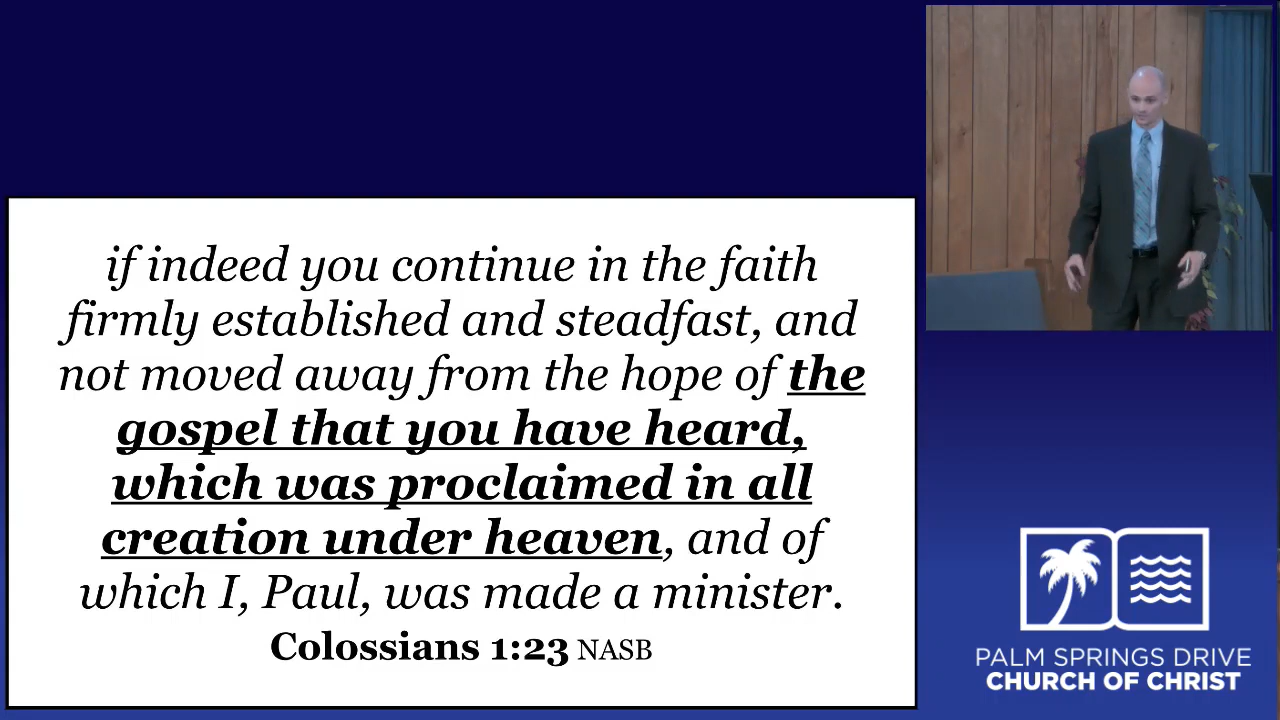 if indeed you continue in the faith
firmly established and steadfast, and
not moved away from the hope of the
gospel that you have heard,
which was proclaimed in all
creation under heaven, and of
which I, Paul, was made a minister.
Colossians 1:23 NASB
PALM SPRINGS DRIVE
CHURCH OF CHRIST